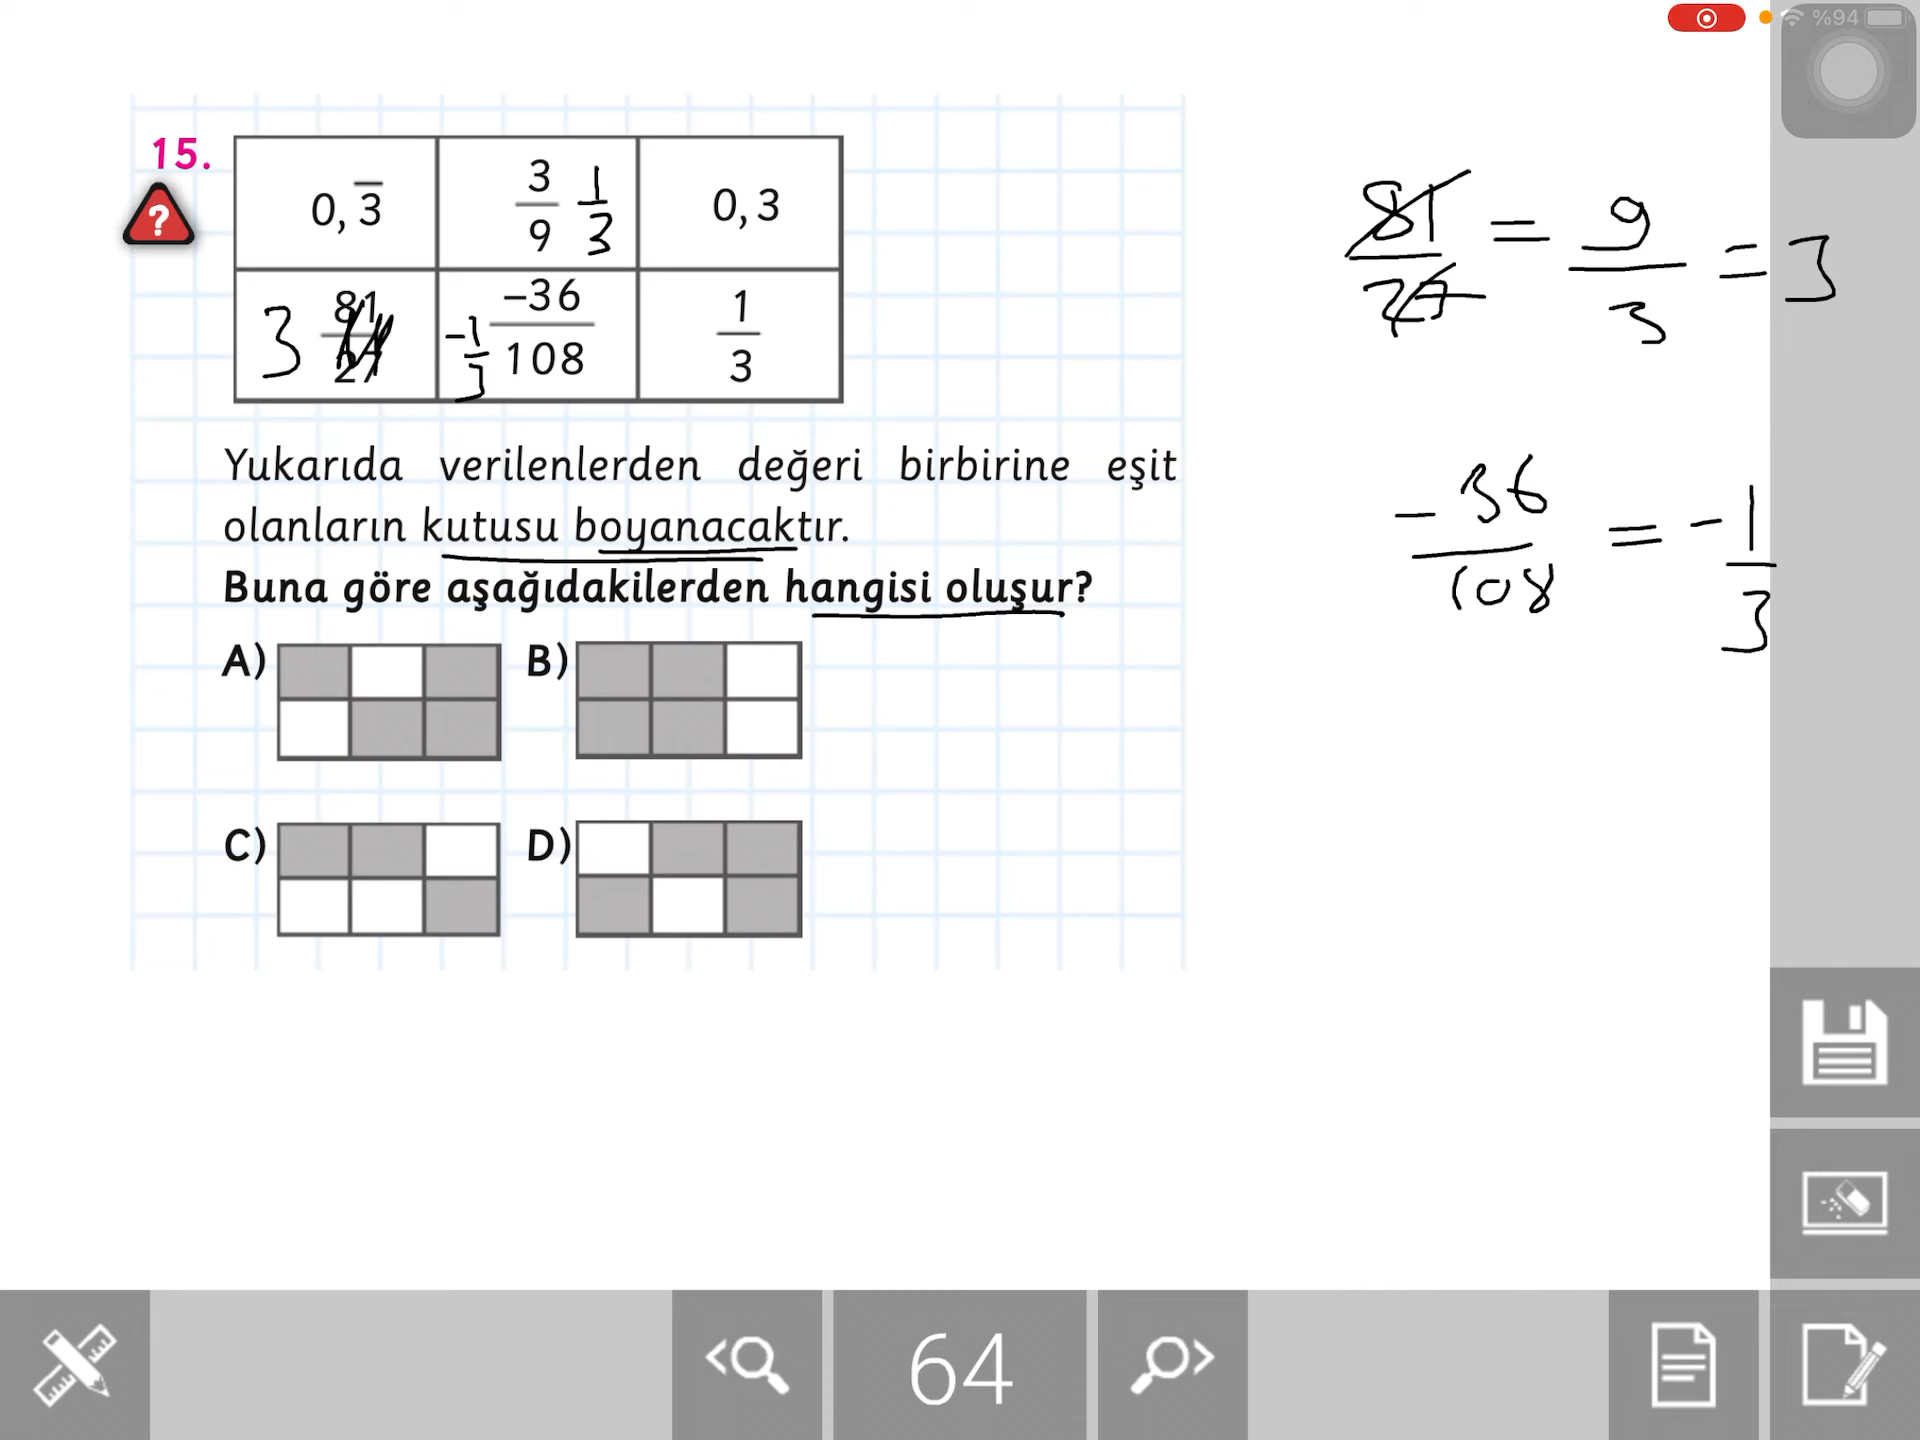 %94
15.
?
0,3̅
3/9 1/3
0,3
3 81/27
-1/3 -36/108
1/3
81/27 = 9/3 = 3
-36/108 = -1/3
Yukarıda verilenlerden değeri birbirine eşit
olanların kutusu boyanacaktır.
Buna göre aşağıdakilerden hangisi oluşur?
A)
B)
C)
D)
64